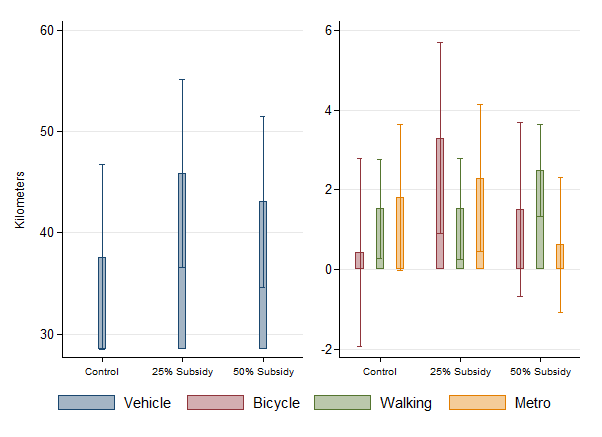 Kilometers
60
50
40
30
Control 25% Subsidy 50% Subsidy
6
4
2
0
-2
Control 25% Subsidy 50% Subsidy
Vehicle Bicycle Walking Metro